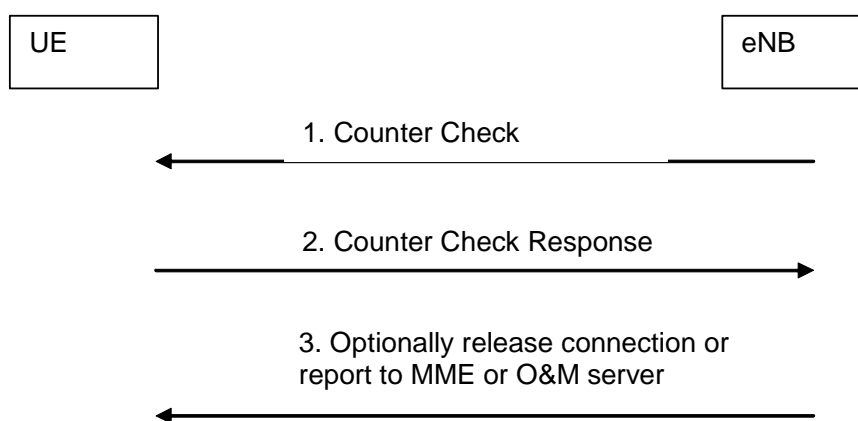 UE
eNB
1. Counter Check
2. Counter Check Response
3. Optionally release connection or
report to MME or O&M server